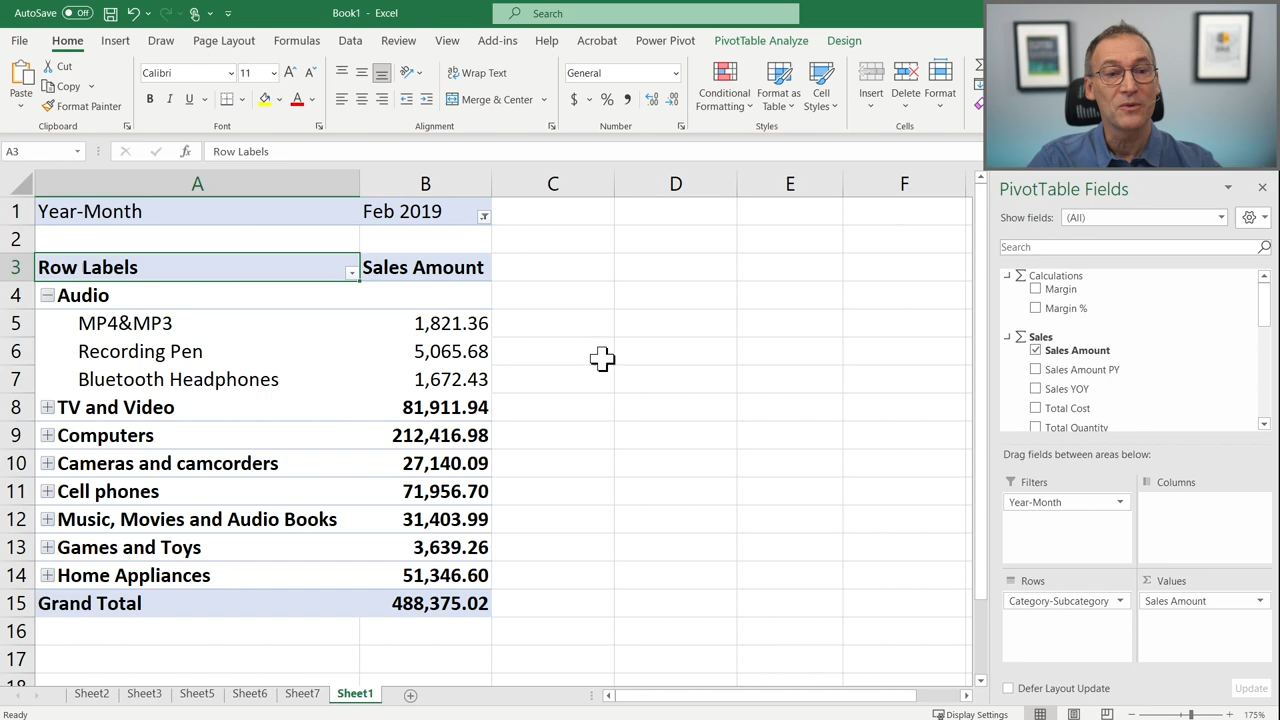 AutoSave Off Book1 - Excel Search
File Home Insert Draw Page Layout Formulas Data Review View Add-ins Help Acrobat Power Pivot PivotTable Analyze Design
Paste Cut Copy Format Painter
Calibri 11 B I U A
Wrap Text Merge & Center
General $ %
Conditional Formatting Format as Table Cell Styles
Insert Delete Format
Clipboard Font Alignment Number Styles Cells
A3 fx Row Labels
A B C D E F
1 Year-Month Feb 2019
2
3 Row Labels Sales Amount
4 Audio
5 MP4&MP3 1,821.36
6 Recording Pen 5,065.68
7 Bluetooth Headphones 1,672.43
8 TV and Video 81,911.94
9 Computers 212,416.98
10 Cameras and camcorders 27,140.09
11 Cell phones 71,956.70
12 Music, Movies and Audio Books 31,403.99
13 Games and Toys 3,639.26
14 Home Appliances 51,346.60
15 Grand Total 488,375.02
16
17
18
Sheet2 Sheet3 Sheet5 Sheet6 Sheet7 Sheet1
Ready Display Settings 175%
PivotTable Fields
Show fields: (All)
Search
Calculations
Margin
Margin %
Sales
Sales Amount
Sales Amount PY
Sales YOY
Total Cost
Total Quantity
Drag fields between areas below:
Filters Columns
Year-Month
Rows Values
Category-Subcategory Sales Amount
Defer Layout Update Update